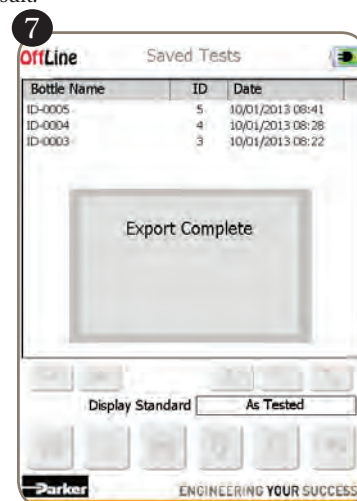 7
OffLine Saved Tests
Bottle Name ID Date
ID-0005 5 10/01/2013 08:41
ID-0004 4 10/01/2013 08:28
ID-0003 3 10/01/2013 08:22
Export Complete
Display Standard As Tested
Parker ENGINEERING YOUR SUCCESS